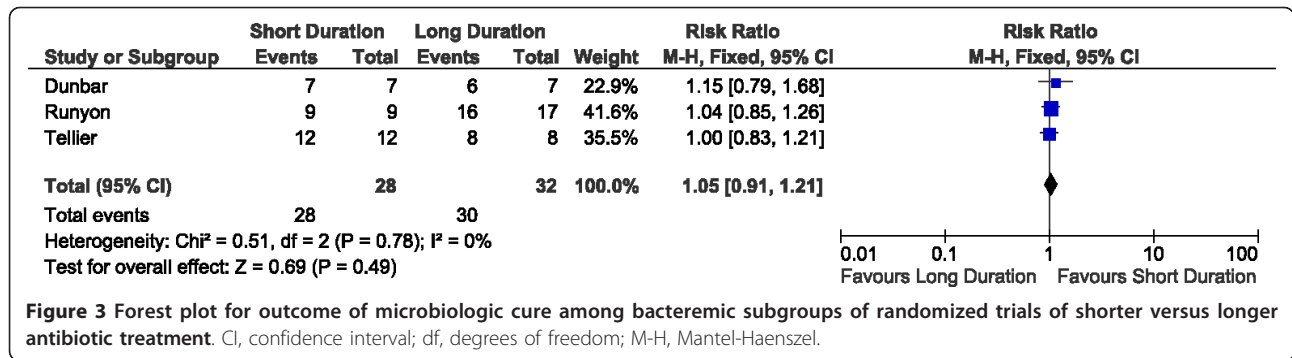 Short Duration Long Duration Risk Ratio Risk Ratio
Study or Subgroup Events Total Events Total Weight M-H, Fixed, 95% CI M-H, Fixed, 95% CI
Dunbar 7 7 6 7 22.9% 1.15 [0.79, 1.68]
Runyon 9 9 16 17 41.6% 1.04 [0.85, 1.26]
Tellier 12 12 8 8 35.5% 1.00 [0.83, 1.21]
Total (95% CI) 28 32 100.0% 1.05 [0.91, 1.21]
Total events 28 30
Heterogeneity: Chi² = 0.51, df = 2 (P = 0.78); I² = 0%
Test for overall effect: Z = 0.69 (P = 0.49)
0.01 0.1 1 10 100
Favours Long Duration Favours Short Duration
Figure 3 Forest plot for outcome of microbiologic cure among bacteremic subgroups of randomized trials of shorter versus longer
antibiotic treatment. CI, confidence interval; df, degrees of freedom; M-H, Mantel-Haenszel.